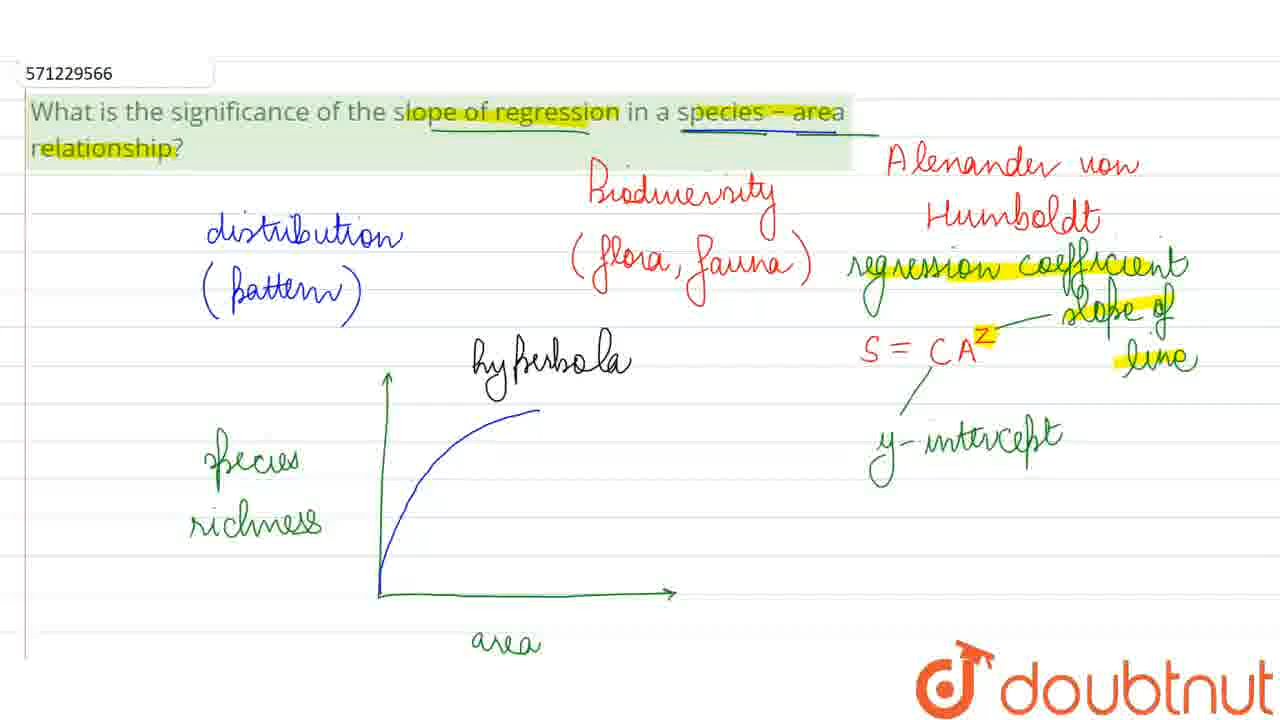 571229566
What is the significance of the slope of regression in a species – area
relationship?
Alenander von
Humboldt
Biodiversity
(flora, fauna)
distribution
(pattern)
regression coefficient
slope of
line
S = CA^Z
y-intercept
hyperbola
species
richness
area
doubtnut